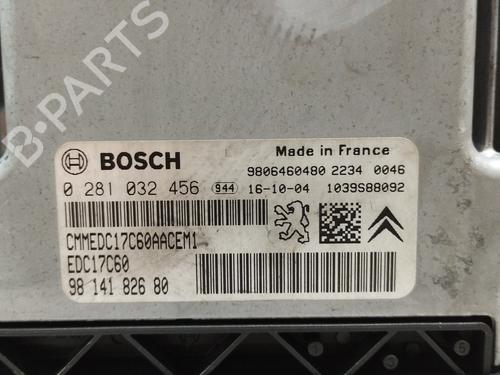 B-PARTS
BOSCH
Made in France
9806460480 2234 0046
0 281 032 456 944 16-10-04 1039S88092
CMMEDC17C60AACEM1
EDC17C60
98 141 826 80